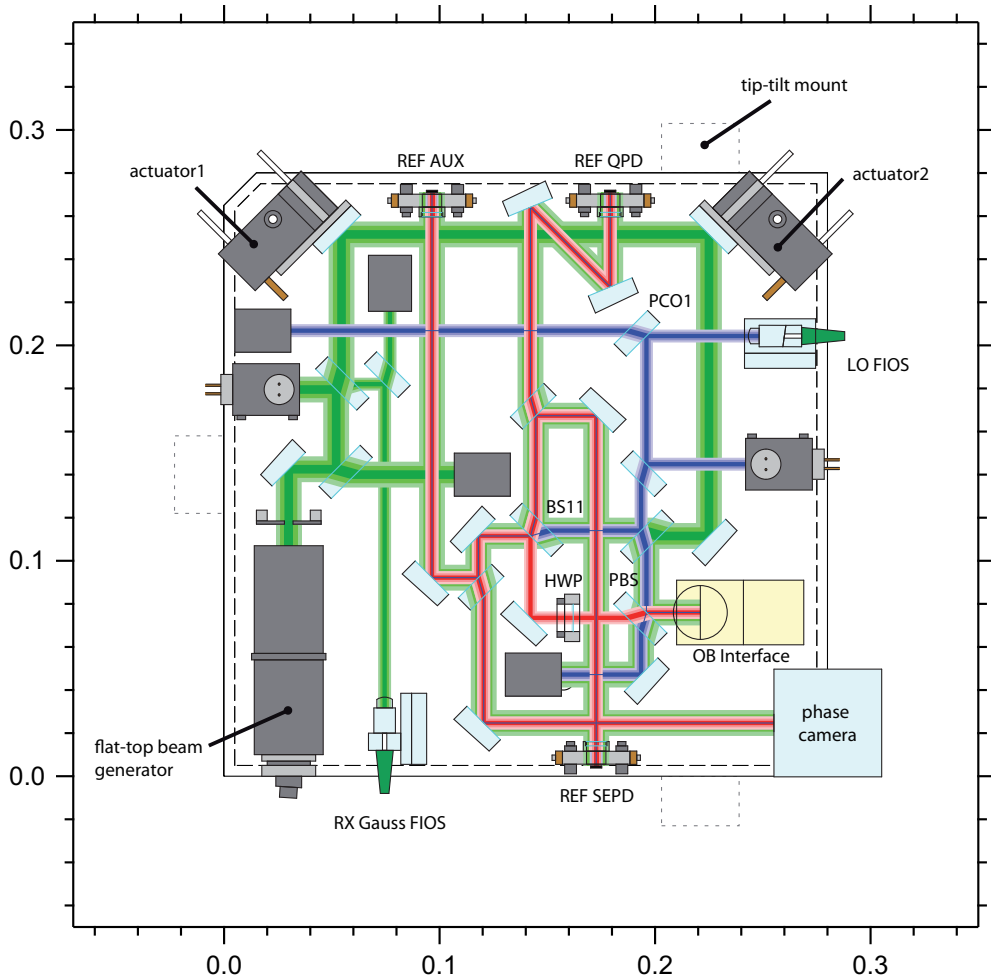 tip-tilt mount
0.3
REF AUX
REF QPD
actuator1
actuator2
PCO1
0.2
LO FIOS
BS11
0.1
HWP
PBS
OB Interface
phase
camera
flat-top beam
generator
0.0
REF SEPD
RX Gauss FIOS
0.0
0.1
0.2
0.3